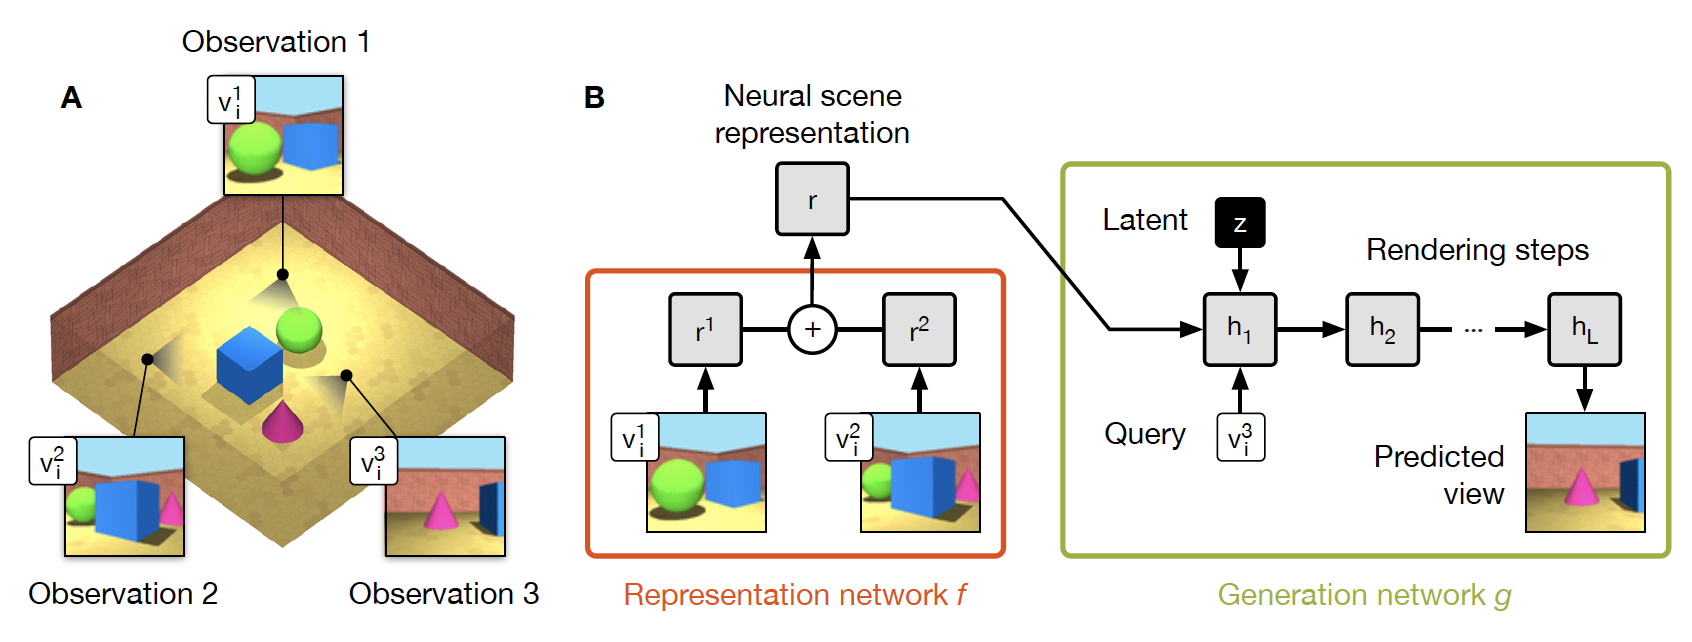 A
Observation 1
v_i^1
v_i^2
v_i^3
Observation 2
Observation 3
B
Neural scene
representation
r
r^1
+
r^2
v_i^1
v_i^2
Representation network f
Latent
z
Rendering steps
h_1
h_2
...
h_L
Query
v_i^3
Predicted
view
Generation network g